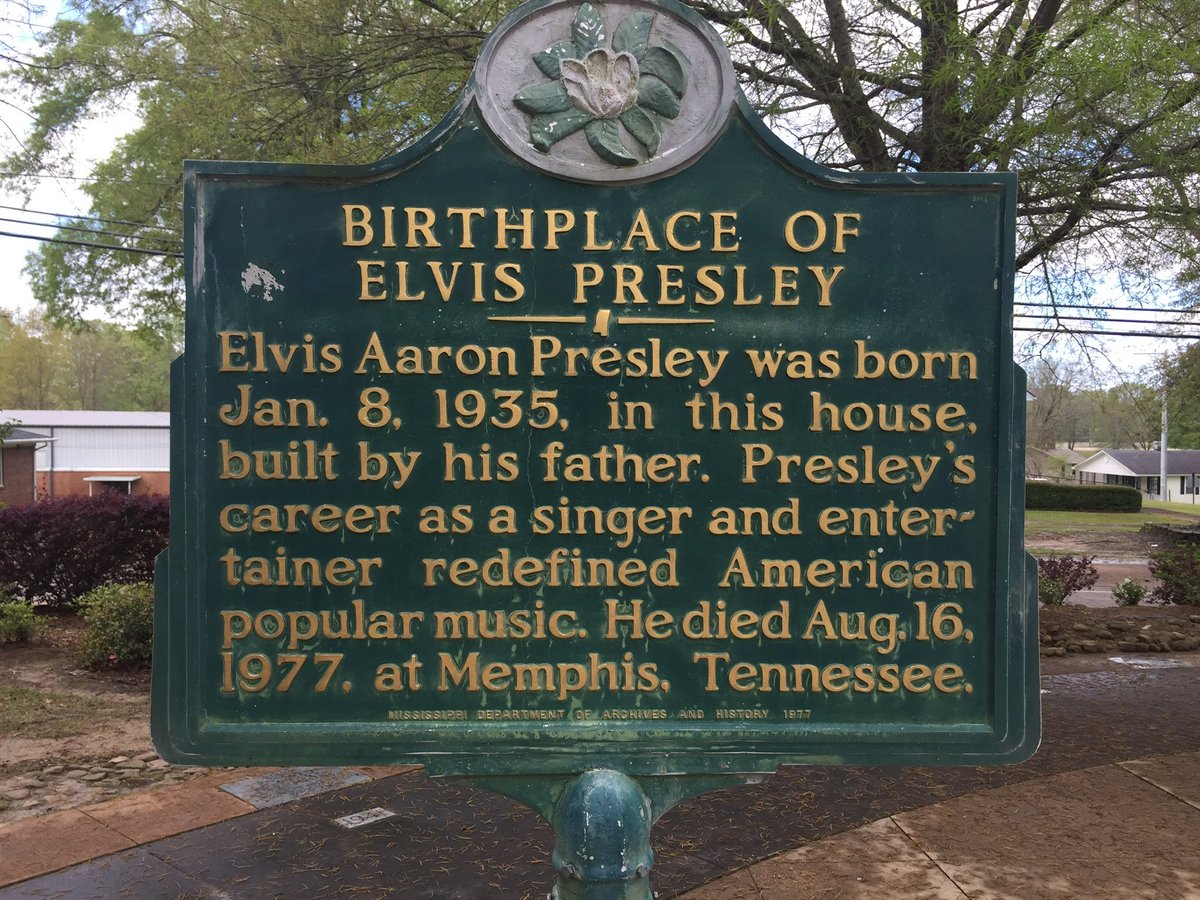 BIRTHPLACE OF
ELVIS PRESLEY
Elvis Aaron Presley was born
Jan. 8, 1935, in this house,
built by his father. Presley's
career as a singer and enter-
tainer redefined American
popular music. He died Aug. 16,
1977, at Memphis, Tennessee.
MISSISSIPPI DEPARTMENT OF ARCHIVES AND HISTORY 1977